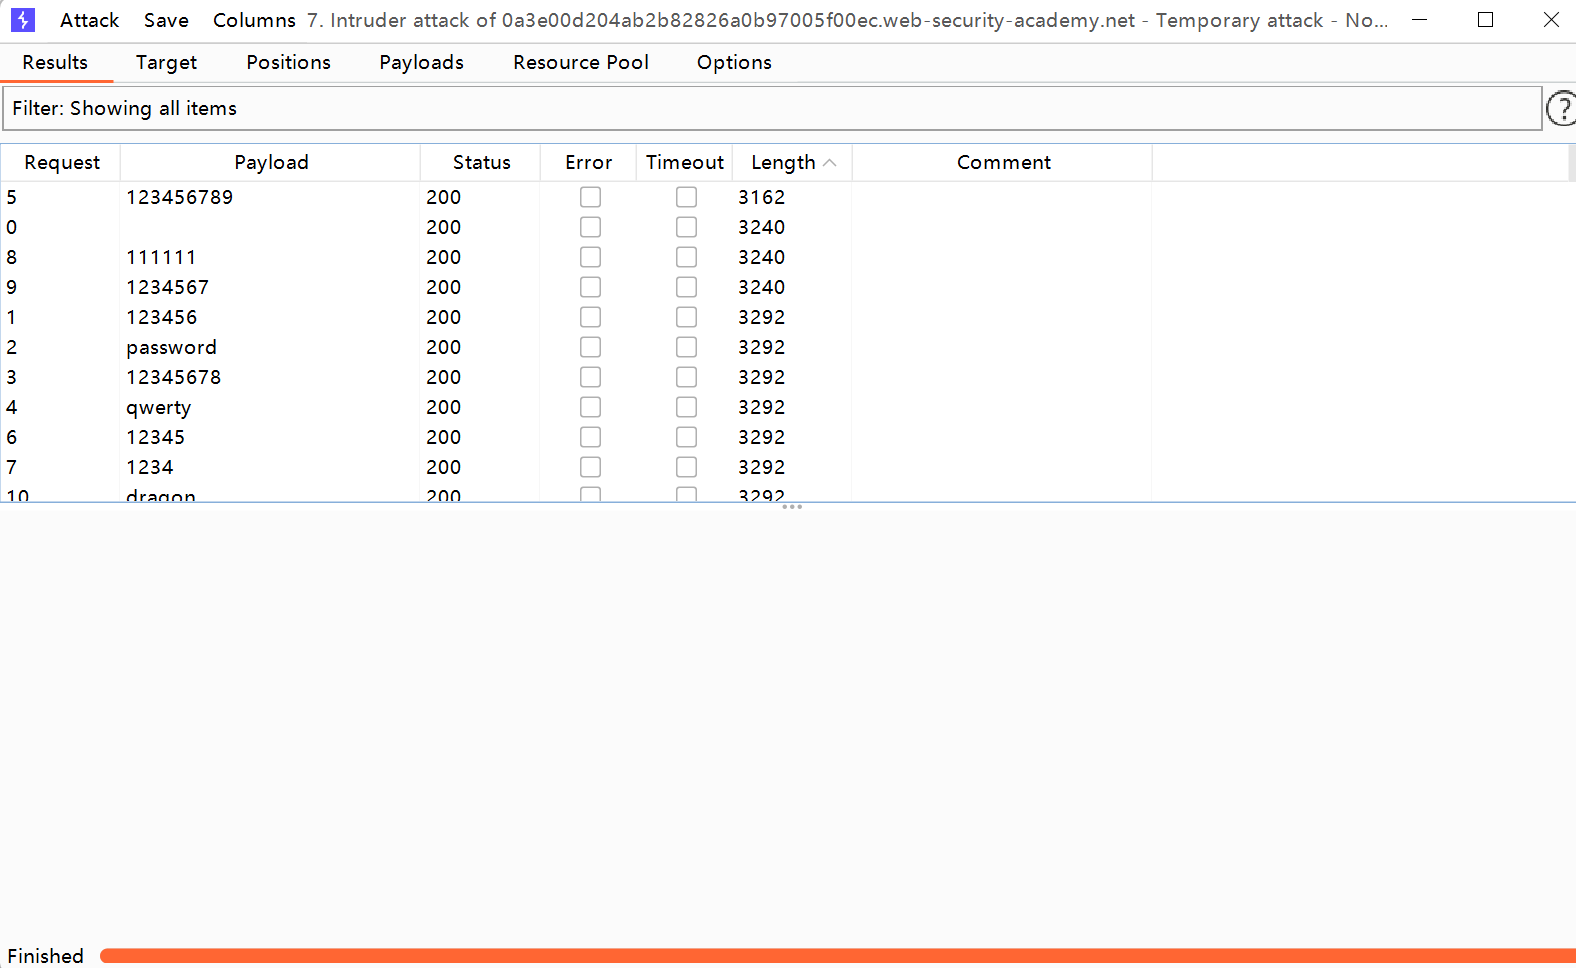 Attack Save Columns 7. Intruder attack of 0a3e00d204ab2b82826a0b97005f00ec.web-security-academy.net - Temporary attack - No...
Results Target Positions Payloads Resource Pool Options
Filter: Showing all items
?
Request Payload Status Error Timeout Length Comment
5 123456789 200 3162
0 200 3240
8 111111 200 3240
9 1234567 200 3240
1 123456 200 3292
2 password 200 3292
3 12345678 200 3292
4 qwerty 200 3292
6 12345 200 3292
7 1234 200 3292
10 dragon 200 3292
Finished